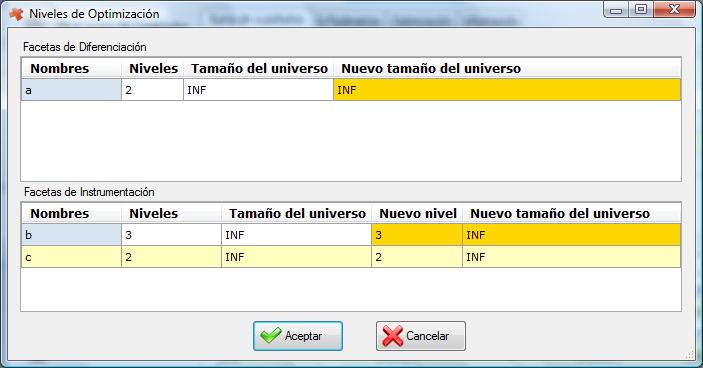 Niveles de Optimización
Facetas de Diferenciación
Nombres Niveles Tamaño del universo Nuevo tamaño del universo
a 2 INF INF
Facetas de Instrumentación
Nombres Niveles Tamaño del universo Nuevo nivel Nuevo tamaño del universo
b 3 INF 3 INF
c 2 INF 2 INF
Aceptar Cancelar